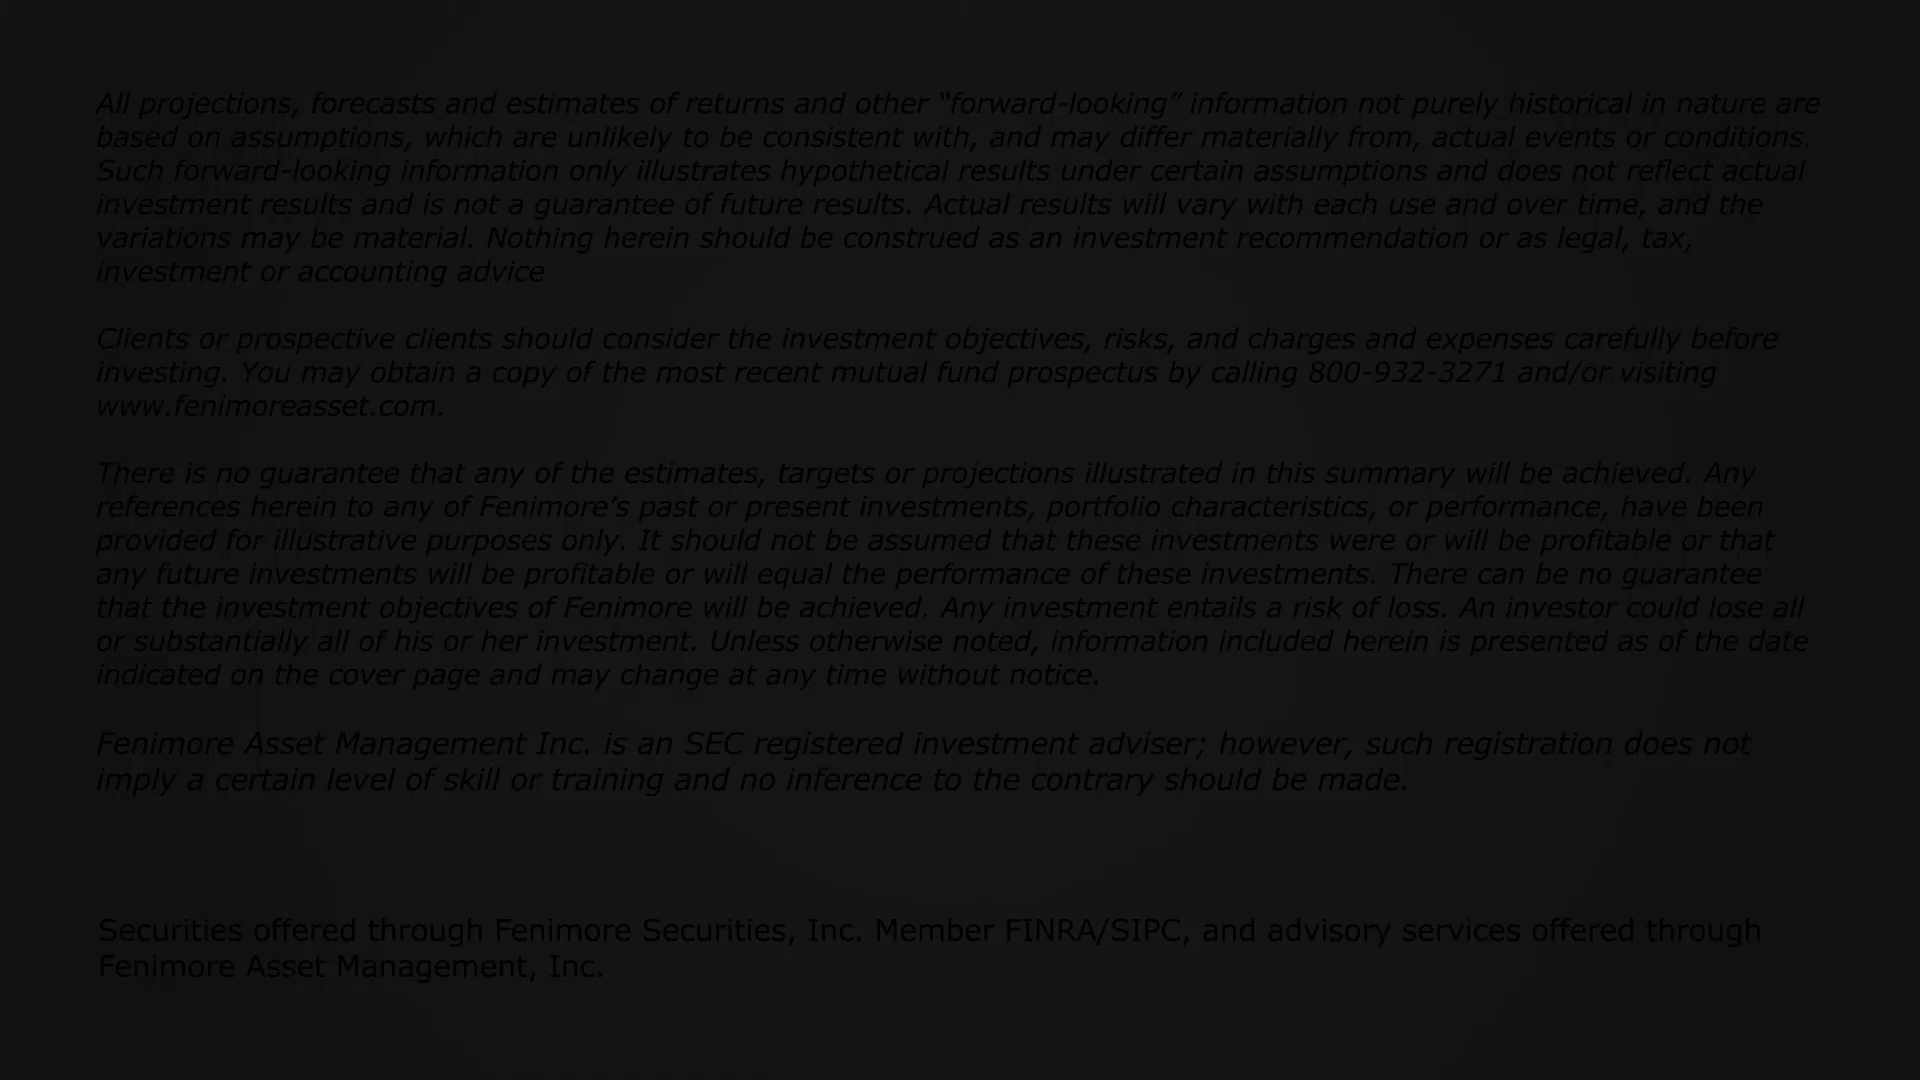 All projections, forecasts and estimates of returns and other “forward-looking” information not purely historical in nature are
based on assumptions, which are unlikely to be consistent with, and may differ materially from, actual events or conditions.
Such forward-looking information only illustrates hypothetical results under certain assumptions and does not reflect actual
investment results and is not a guarantee of future results. Actual results will vary with each use and over time, and the
variations may be material. Nothing herein should be construed as an investment recommendation or as legal, tax,
investment or accounting advice
Clients or prospective clients should consider the investment objectives, risks, and charges and expenses carefully before
investing. You may obtain a copy of the most recent mutual fund prospectus by calling 800-932-3271 and/or visiting
www.fenimoreasset.com.
There is no guarantee that any of the estimates, targets or projections illustrated in this summary will be achieved. Any
references herein to any of Fenimore’s past or present investments, portfolio characteristics, or performance, have been
provided for illustrative purposes only. It should not be assumed that these investments were or will be profitable or that
any future investments will be profitable or will equal the performance of these investments. There can be no guarantee
that the investment objectives of Fenimore will be achieved. Any investment entails a risk of loss. An investor could lose all
or substantially all of his or her investment. Unless otherwise noted, information included herein is presented as of the date
indicated on the cover page and may change at any time without notice.
Fenimore Asset Management Inc. is an SEC registered investment adviser; however, such registration does not
imply a certain level of skill or training and no inference to the contrary should be made.
Securities offered through Fenimore Securities, Inc. Member FINRA/SIPC, and advisory services offered through
Fenimore Asset Management, Inc.